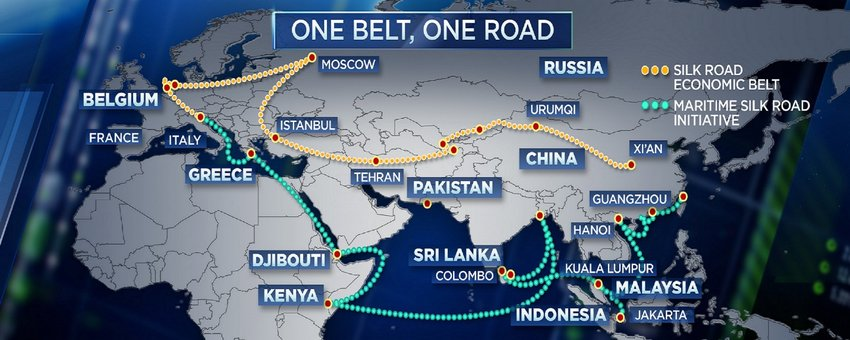 ONE BELT, ONE ROAD
MOSCOW
RUSSIA
SILK ROAD
ECONOMIC BELT
MARITIME SILK ROAD
INITIATIVE
BELGIUM
URUMQI
FRANCE
ITALY
ISTANBUL
XI'AN
CHINA
GREECE
TEHRAN
PAKISTAN
GUANGZHOU
HANOI
DJIBOUTI
SRI LANKA
COLOMBO
KUALA LUMPUR
KENYA
MALAYSIA
INDONESIA
JAKARTA